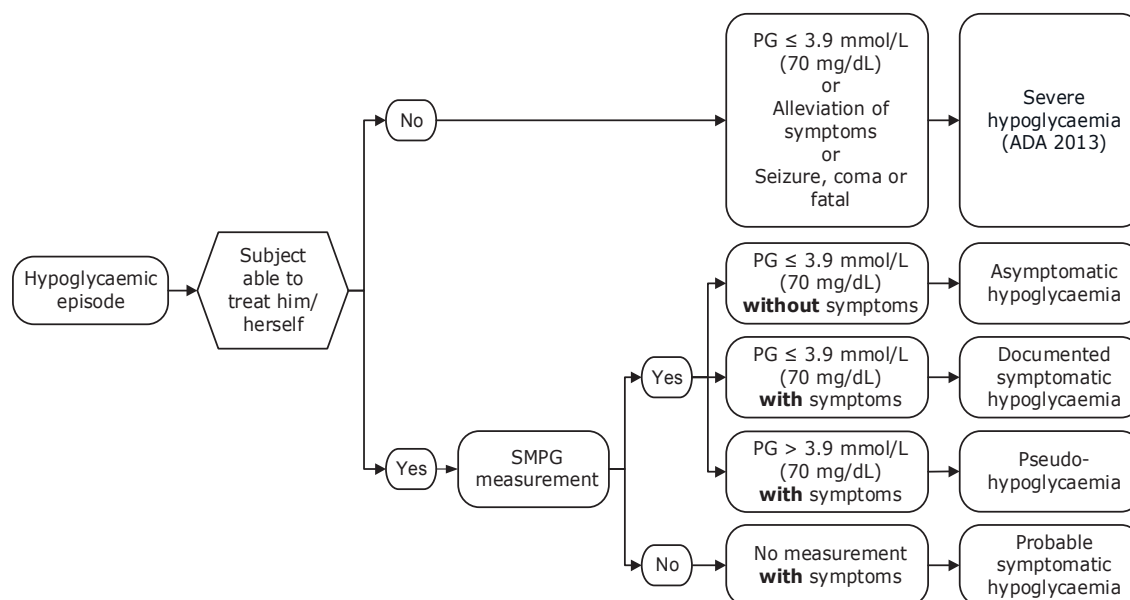 Hypoglycaemic
episode
Subject
able to
treat him/
herself
No
PG ≤ 3.9 mmol/L
(70 mg/dL)
or
Alleviation of
symptoms
or
Seizure, coma or
fatal
Severe
hypoglycaemia
(ADA 2013)
Yes
SMPG
measurement
Yes
PG ≤ 3.9 mmol/L
(70 mg/dL)
without symptoms
Asymptomatic
hypoglycaemia
PG ≤ 3.9 mmol/L
(70 mg/dL)
with symptoms
Documented
symptomatic
hypoglycaemia
PG > 3.9 mmol/L
(70 mg/dL)
with symptoms
Pseudo-
hypoglycaemia
No
No measurement
with symptoms
Probable
symptomatic
hypoglycaemia